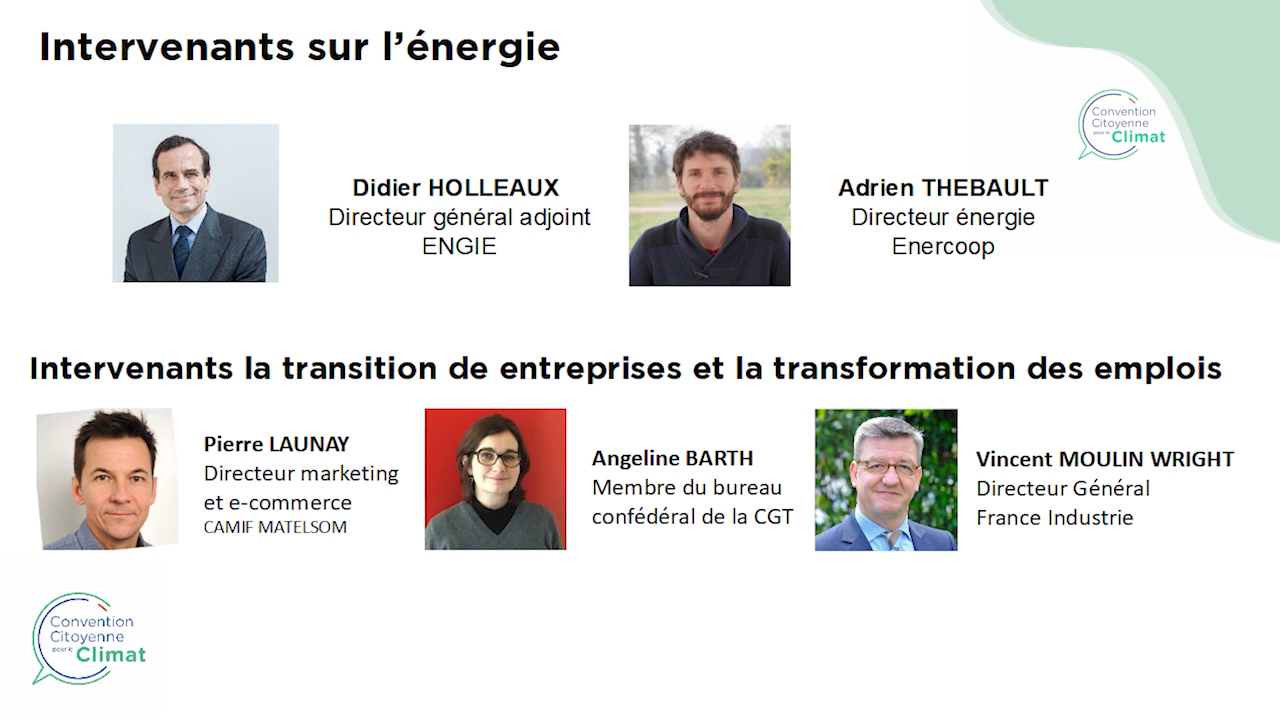 Intervenants sur l’énergie
Convention
Citoyenne
pour le Climat
Didier HOLLEAUX
Directeur général adjoint
ENGIE
Adrien THEBAULT
Directeur énergie
Enercoop
Intervenants la transition de entreprises et la transformation des emplois
Pierre LAUNAY
Directeur marketing
et e-commerce
CAMIF MATELSOM
Angeline BARTH
Membre du bureau
confédéral de la CGT
Vincent MOULIN WRIGHT
Directeur Général
France Industrie
Convention
Citoyenne
pour le Climat